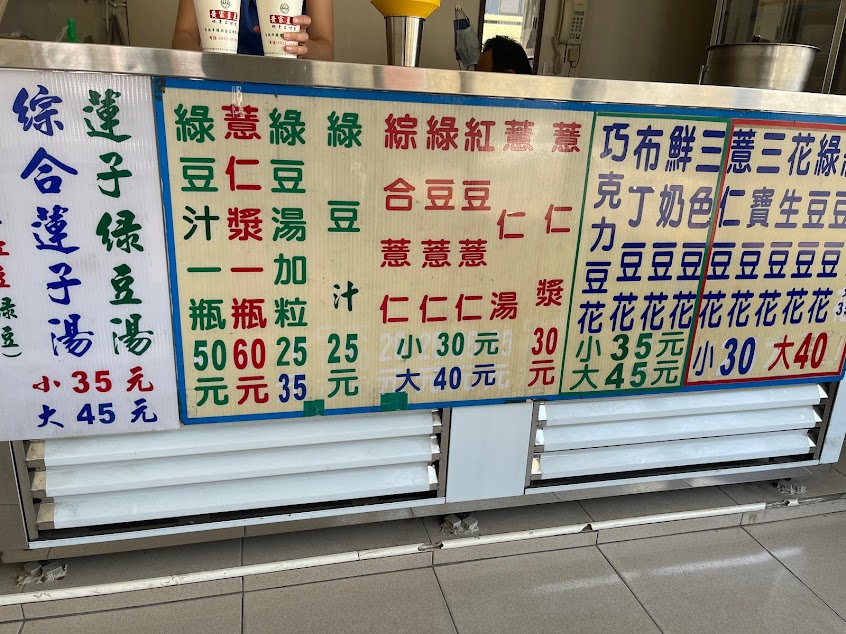 蓮子綠豆湯
綜合蓮子湯
小35元
大45元
綠豆汁一瓶50元
薏仁漿一瓶60元
綠豆湯加粒25
35
綠豆汁25元
綜合薏仁
綠豆薏仁
紅豆薏仁
薏仁湯
小30元
大40元
薏仁漿30元
巧克力豆花
布丁豆花
鮮奶豆花
三色豆花
小35元
大45元
薏仁豆花
三寶豆花
花生豆花
綠豆豆花
小30 大40